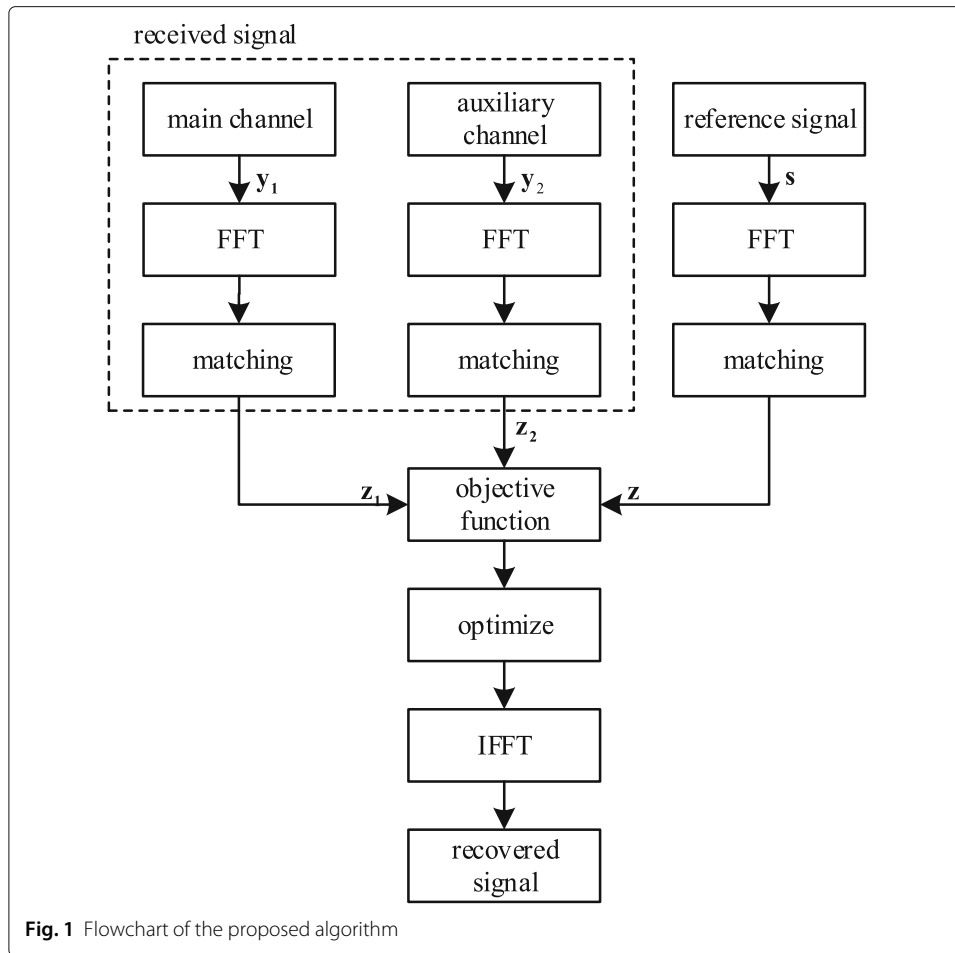 received signal
main channel
auxiliary
channel
reference signal
y₁
y₂
s
FFT
FFT
FFT
matching
matching
matching
z₂
z₁
z
objective
function
optimize
IFFT
recovered
signal
Fig. 1 Flowchart of the proposed algorithm